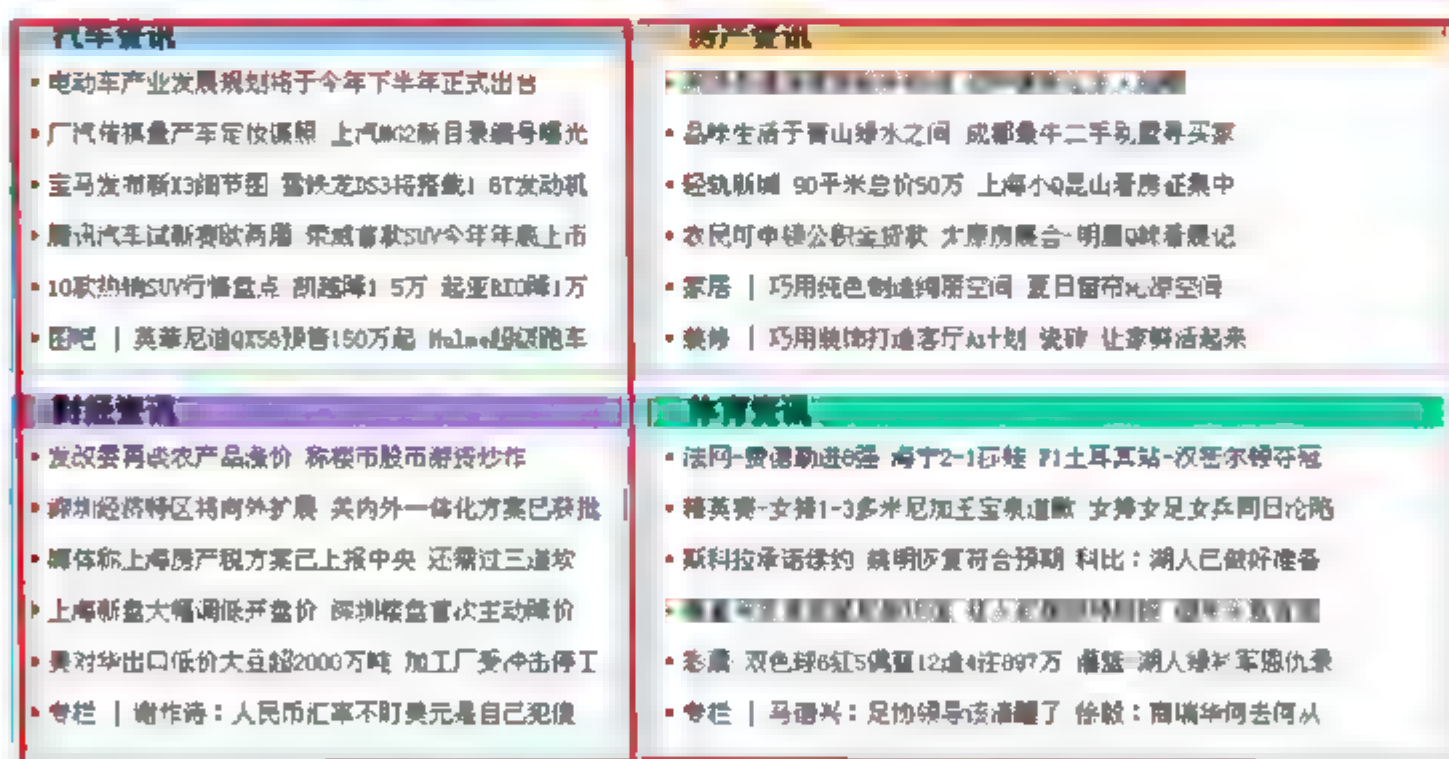 汽车资讯
电动车产业发展规划将于今年下半年正式出台
广汽传祺量产车定妆谍照 上汽MG2新目录编号曝光
宝马发布新X3细节图 雪铁龙DS3将搭载1 6T发动机
腾讯汽车试新赛欧两厢 荣威首款SUV今年年底上市
10款热销SUV行情盘点 凯越降1 5万 起亚RIO降1万
图吧 | 英菲尼迪QX56预售150万起 跑车
房产资讯
品味生活于青山绿水之间 成都最牛二手别墅寻买家
轻轨新城 90平米总价50万 上海小Q昆山看房征集中
农民可申请公积金贷款 太原房展会-明星Q妹看展记
家居 | 巧用纯色制造绚丽空间 夏日窗帘 空间
装修 | 巧用装饰打造客厅 计划 瓷砖 让家鲜活起来
财经资讯
发改委再谈农产品涨价 称楼市股市游资炒作
深圳经济特区将向外扩展 关内外一体化方案已获批
媒体称上海房产税方案已上报中央 还需过三道坎
上海新盘大幅调低开盘价 深圳楼盘首次主动降价
美对华出口低价大豆超2000万吨 加工厂受冲击停工
专栏 | 谢作诗：人民币汇率不盯美元是自己犯傻
体育资讯
法网-费德勒进8强 海宁2-1莎娃 F1土耳其站-汉密尔顿夺冠
精英赛-女排1-3多米尼加王宝泉道歉 女排女足女乒同日沦陷
斯科拉承诺续约 姚明恢复符合预期 科比：湖人已做好准备
彩票 双色球6红5偶蓝12 4注897万 湖人绿衫军恩仇录
专栏 | 马德兴：足协领导该清醒了 徐毅：商瑞华何去何从